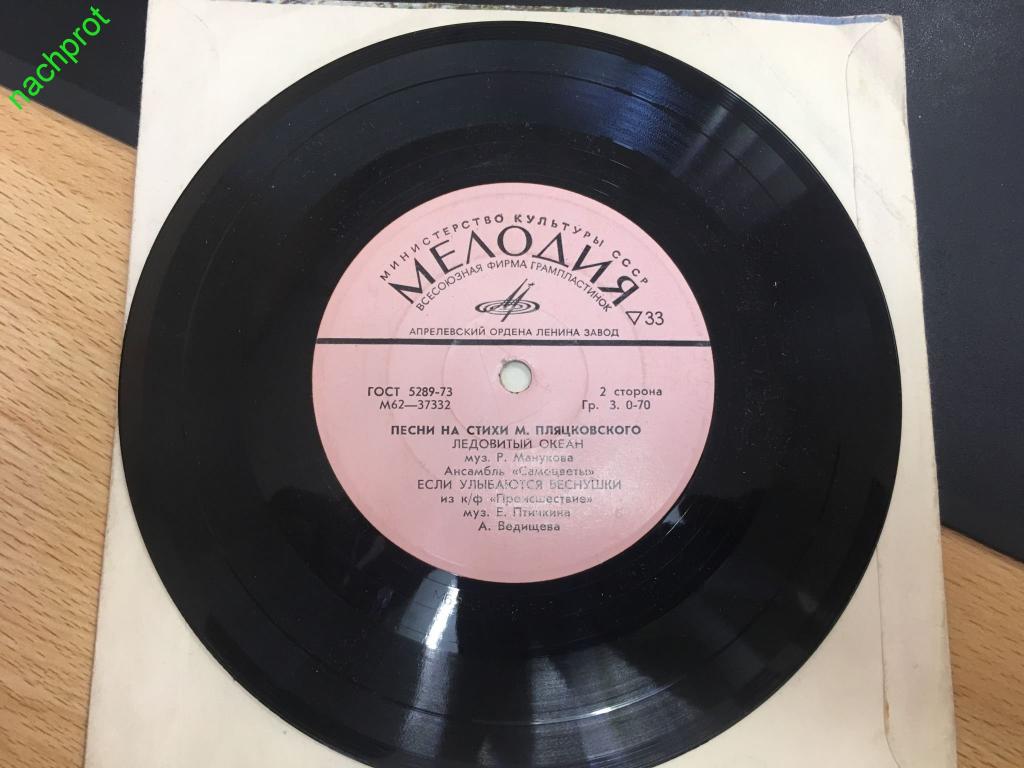 nachprot
МИНИСТЕРСТВО КУЛЬТУРЫ СССР
МЕЛОДИЯ
ВСЕСОЮЗНАЯ ФИРМА ГРАМПЛАСТИНОК
▽33
АПРЕЛЕВСКИЙ ОРДЕНА ЛЕНИНА ЗАВОД
ГОСТ 5289-73 2 сторона
М62—37332 Гр. 3. 0-70
ПЕСНИ НА СТИХИ М. ПЛЯЦКОВСКОГО
ЛЕДОВИТЫЙ ОКЕАН
муз. Р. Манукова
Ансамбль «Самоцветы»
ЕСЛИ УЛЫБАЮТСЯ ВЕСНУШКИ
из к/ф «Происшествие»
муз. Е. Птичкина
А. Ведищева